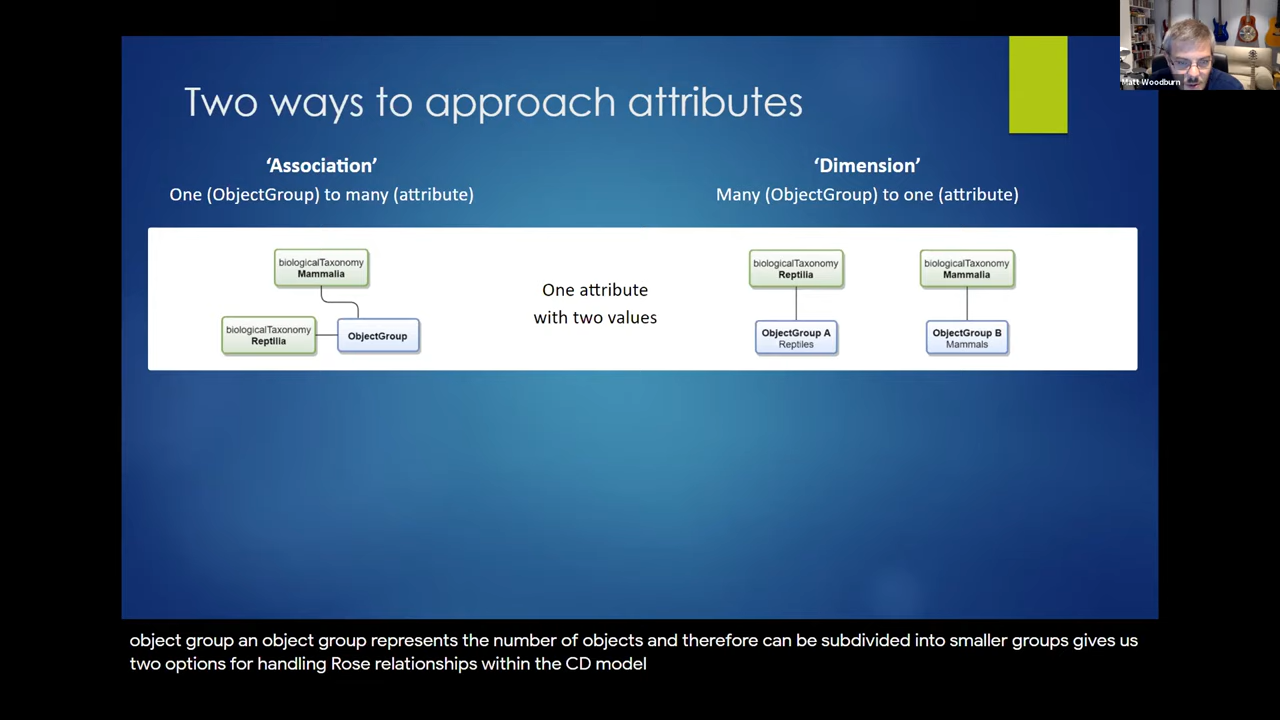 Matt Woodburn
Two ways to approach attributes
‘Association’
One (ObjectGroup) to many (attribute)
‘Dimension’
Many (ObjectGroup) to one (attribute)
biologicalTaxonomy
Mammalia
biologicalTaxonomy
Reptilia
ObjectGroup
One attribute
with two values
biologicalTaxonomy
Reptilia
ObjectGroup A
Reptiles
biologicalTaxonomy
Mammalia
ObjectGroup B
Mammals
object group an object group represents the number of objects and therefore can be subdivided into smaller groups gives us
two options for handling Rose relationships within the CD model